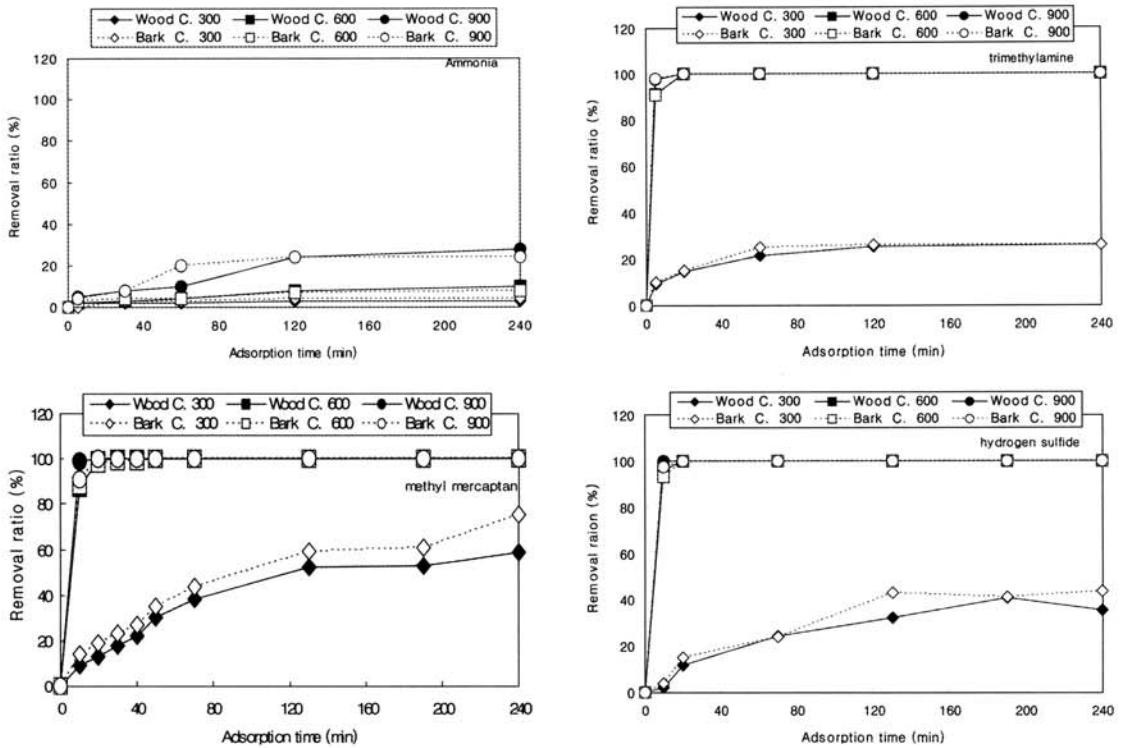 Wood C. 300 Wood C. 600 Wood C. 900
Bark C. 300 Bark C. 600 Bark C. 900
Ammonia
120
100
80
60
40
20
0
Removal ratio (%)
0 40 80 120 160 200 240
Adsorption time (min)
Wood C. 300 Wood C. 600 Wood C. 900
Bark C. 300 Bark C. 600 Bark C. 900
trimethylamine
120
100
80
60
40
20
0
Removal ratio (%)
0 40 80 120 160 200 240
Adsorption time (min)
Wood C. 300 Wood C. 600 Wood C. 900
Bark C. 300 Bark C. 600 Bark C. 900
methyl mercaptan
120
100
80
60
40
20
0
Removal ratio (%)
0 40 80 120 160 200 240
Adsorption time (min)
Wood C. 300 Wood C. 600 Wood C. 900
Bark C. 300 Bark C. 600 Bark C. 900
hydrogen sulfide
120
100
80
60
40
20
0
Removal raion (%)
0 40 80 120 160 200 240
Adsorption time (min)